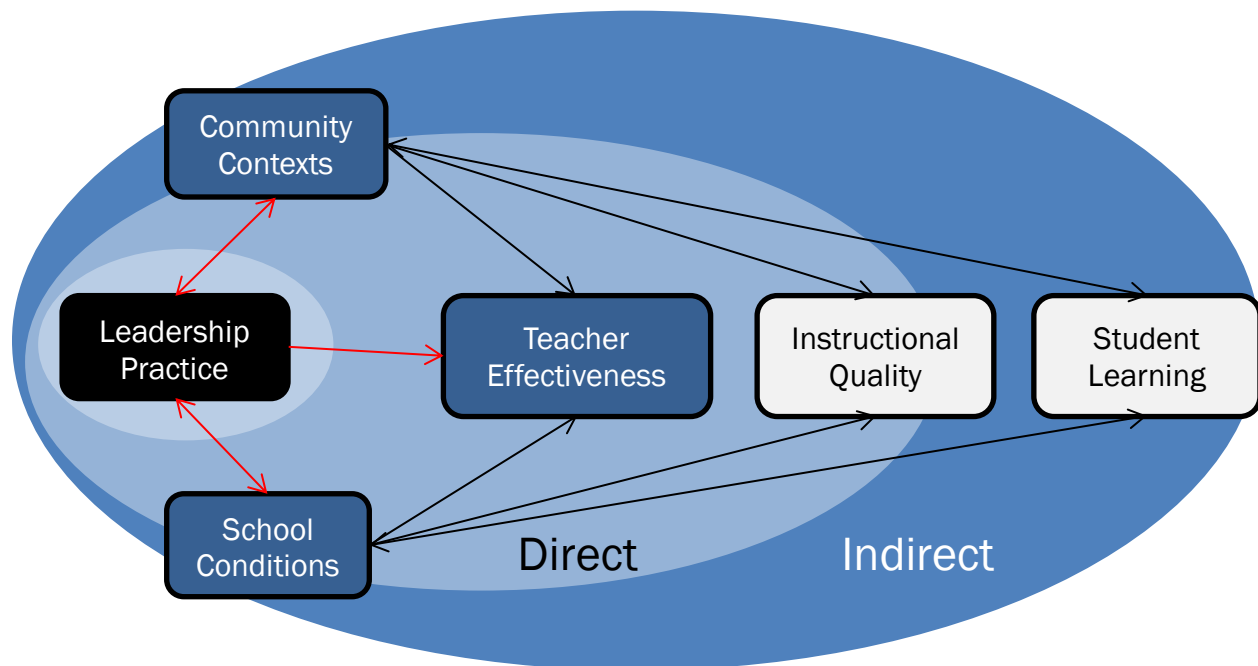 Community
Contexts
Leadership
Practice
Teacher
Effectiveness
Instructional
Quality
Student
Learning
School
Conditions
Direct
Indirect